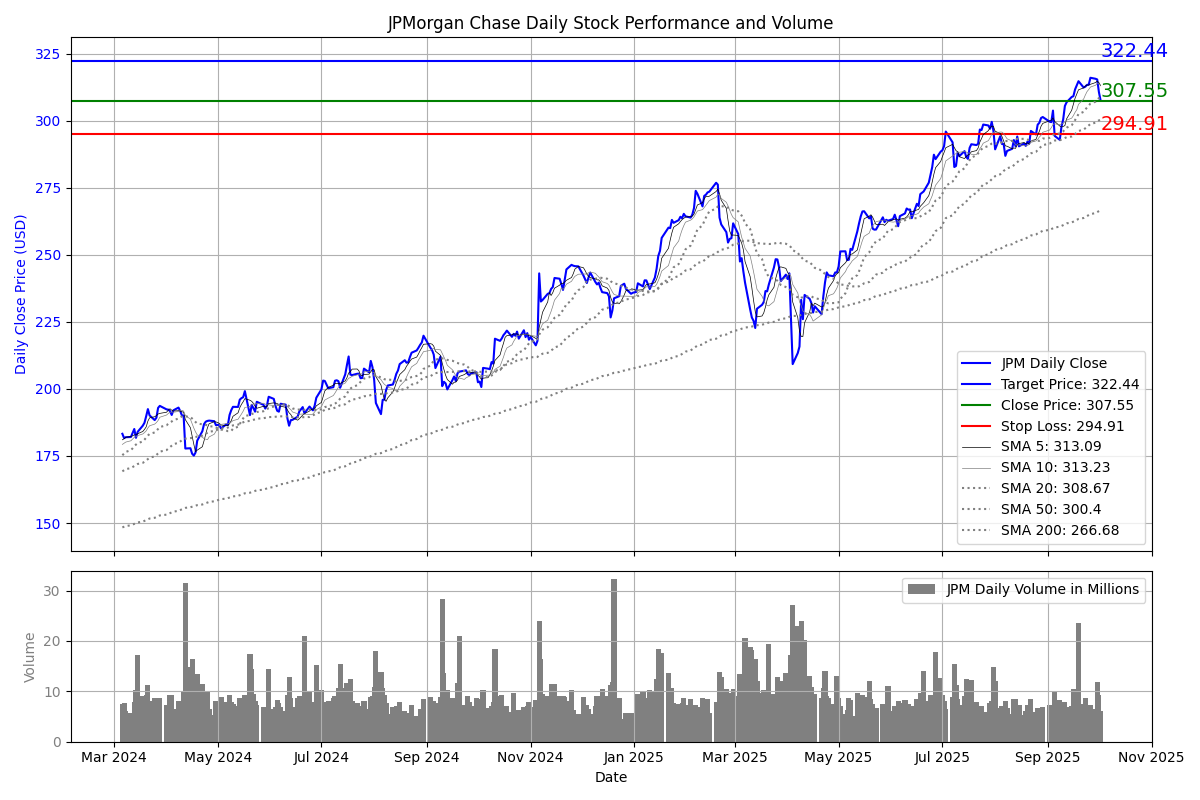 JPMorgan Chase Daily Stock Performance and Volume
325
300
275
250
225
200
175
150
Daily Close Price (USD)
322.44
307.55
294.91
JPM Daily Close
Target Price: 322.44
Close Price: 307.55
Stop Loss: 294.91
SMA 5: 313.09
SMA 10: 313.23
SMA 20: 308.67
SMA 50: 300.4
SMA 200: 266.68
30
20
10
0
Volume
JPM Daily Volume in Millions
Mar 2024 May 2024 Jul 2024 Sep 2024 Nov 2024 Jan 2025 Mar 2025 May 2025 Jul 2025 Sep 2025 Nov 2025
Date